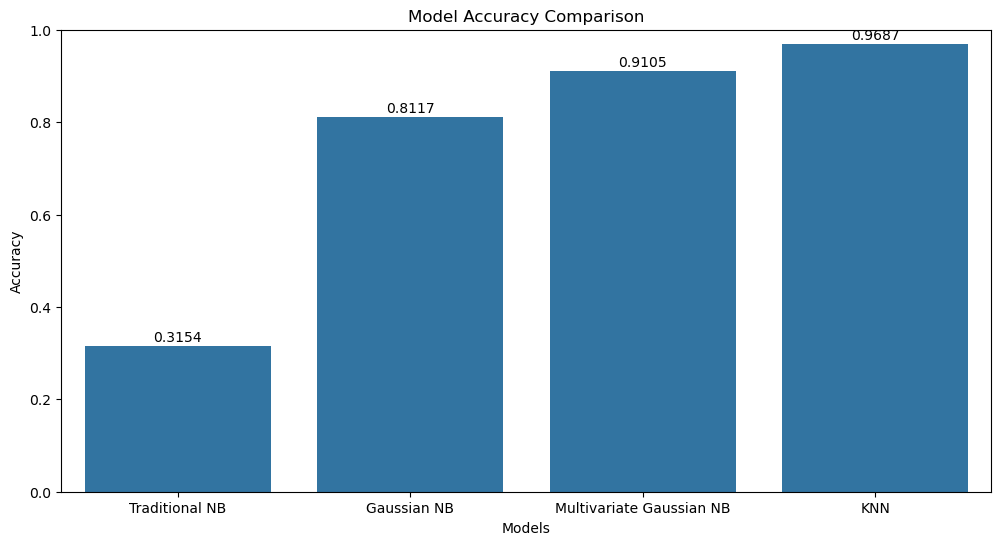 Model Accuracy Comparison
Accuracy
1.0
0.8
0.6
0.4
0.2
0.0
0.3154
0.8117
0.9105
0.9687
Traditional NB
Gaussian NB
Multivariate Gaussian NB
KNN
Models